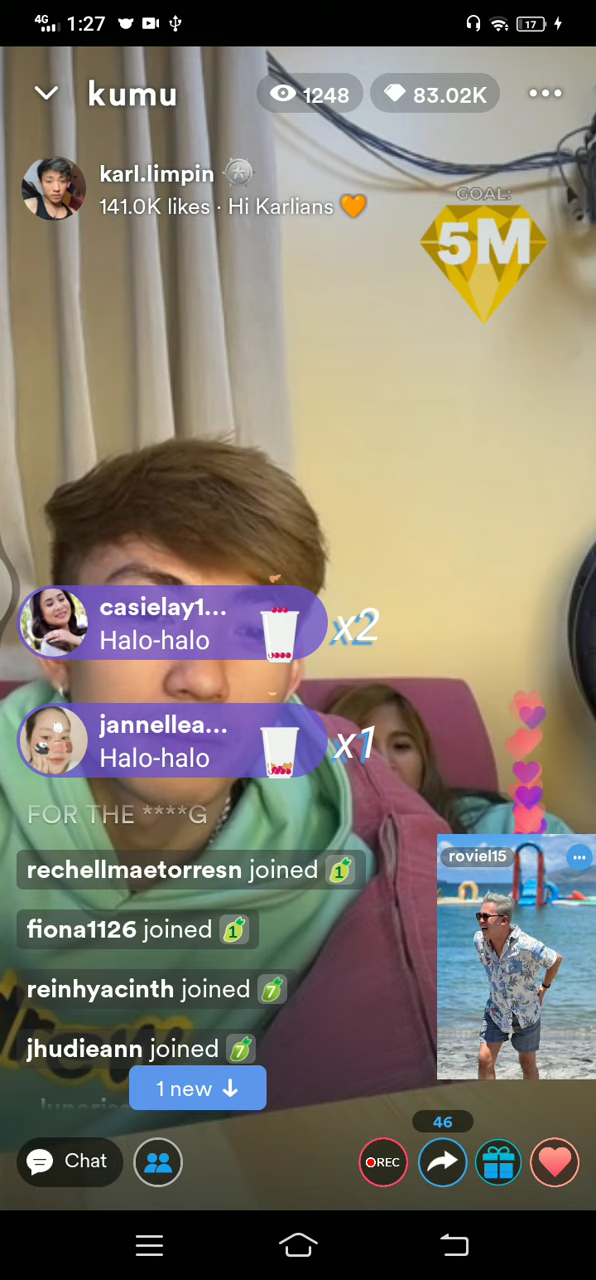 4G 1:27 17
kumu 1248 83.02K
karl.limpin
141.0K likes · Hi Karlians 🧡
GOAL:
5M
casielay1...
Halo-halo x2
jannellea...
Halo-halo x1
FOR THE ****G
rechellmaetorresn joined 1
fiona1126 joined 1
reinhyacinth joined 7
jhudieann joined 7
roviel15
1 new ↓
46
Chat REC